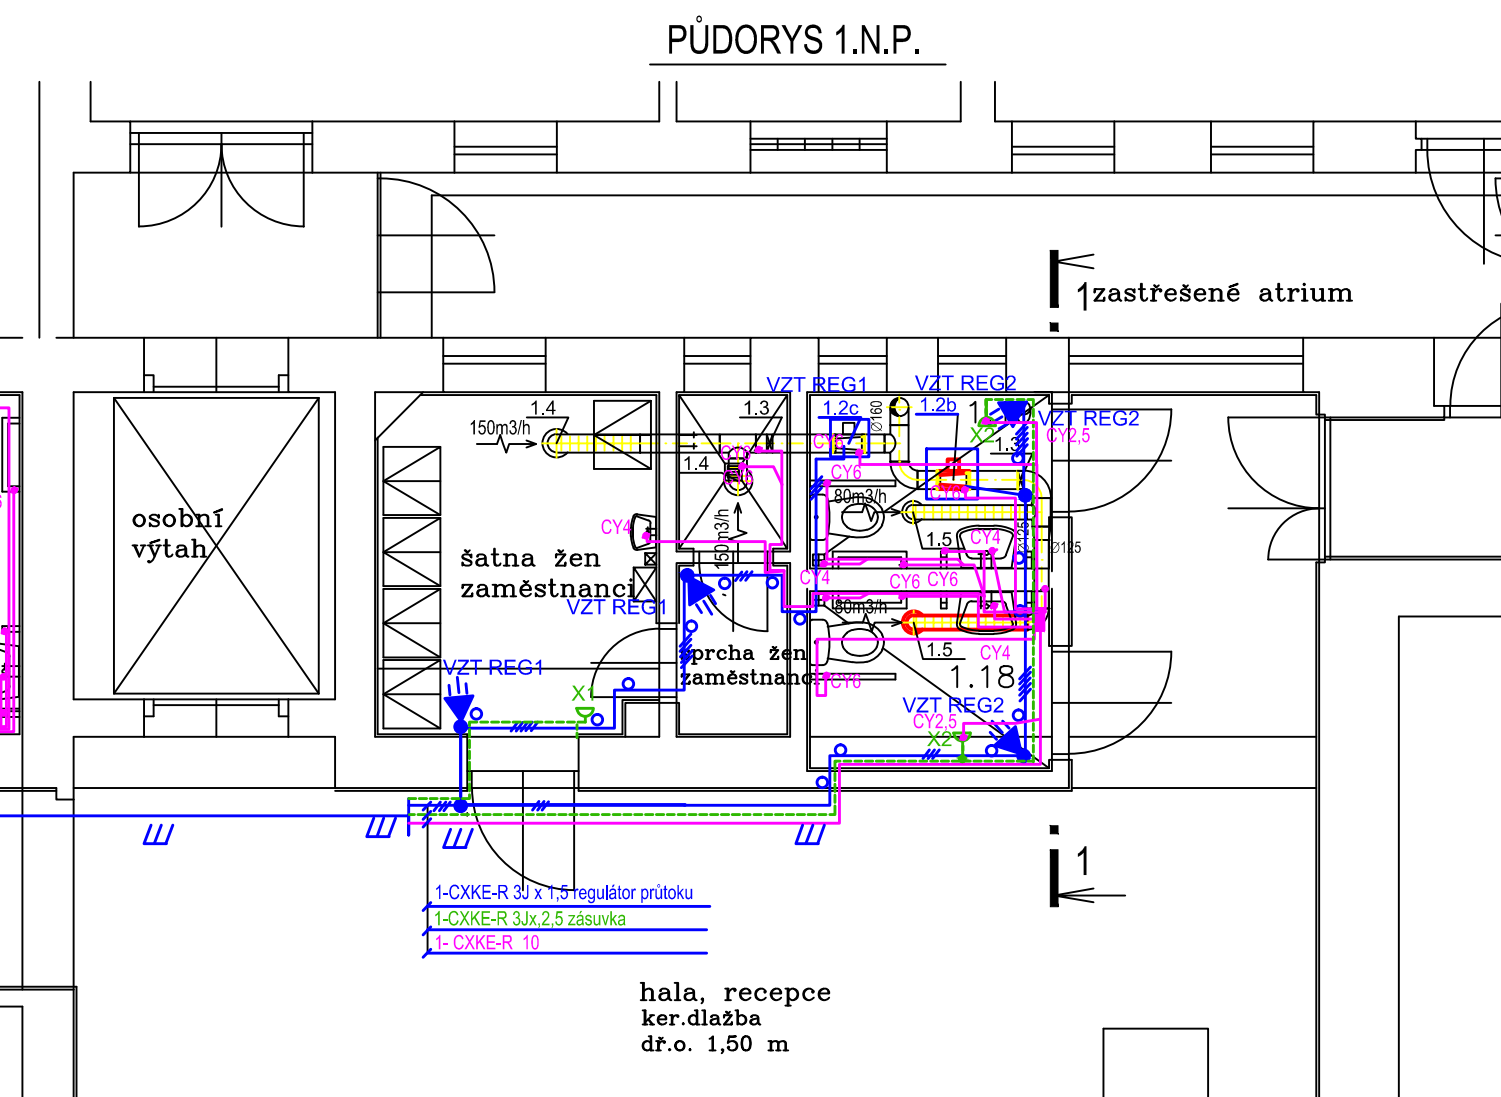 PŮDORYS 1.N.P.
1
zastřešené atrium
VZT REG1
VZT REG2
1.4
1.3
1.2c
Ø160
1.2b
VZT REG2
150m3/h
X2
CY2,5
CY6
1.4
CY6
CY6
80m3/h
osobní
výtah
CY4
150m3/h
1.5
CY4
Ø125
Ø125
šatna žen
zaměstnanci
CY4
CY6
CY6
VZT REG1
80m3/h
sprcha žen
zaměstnanci
1.5
CY4
VZT REG1
CY6
1.18
X1
VZT REG2
CY2,5
X2
1
1-CXKE-R 3J x 1,5 regulátor průtoku
1-CXKE-R 3Jx,2,5 zásuvka
1- CXKE-R 10
hala, recepce
ker.dlažba
dř.o. 1,50 m